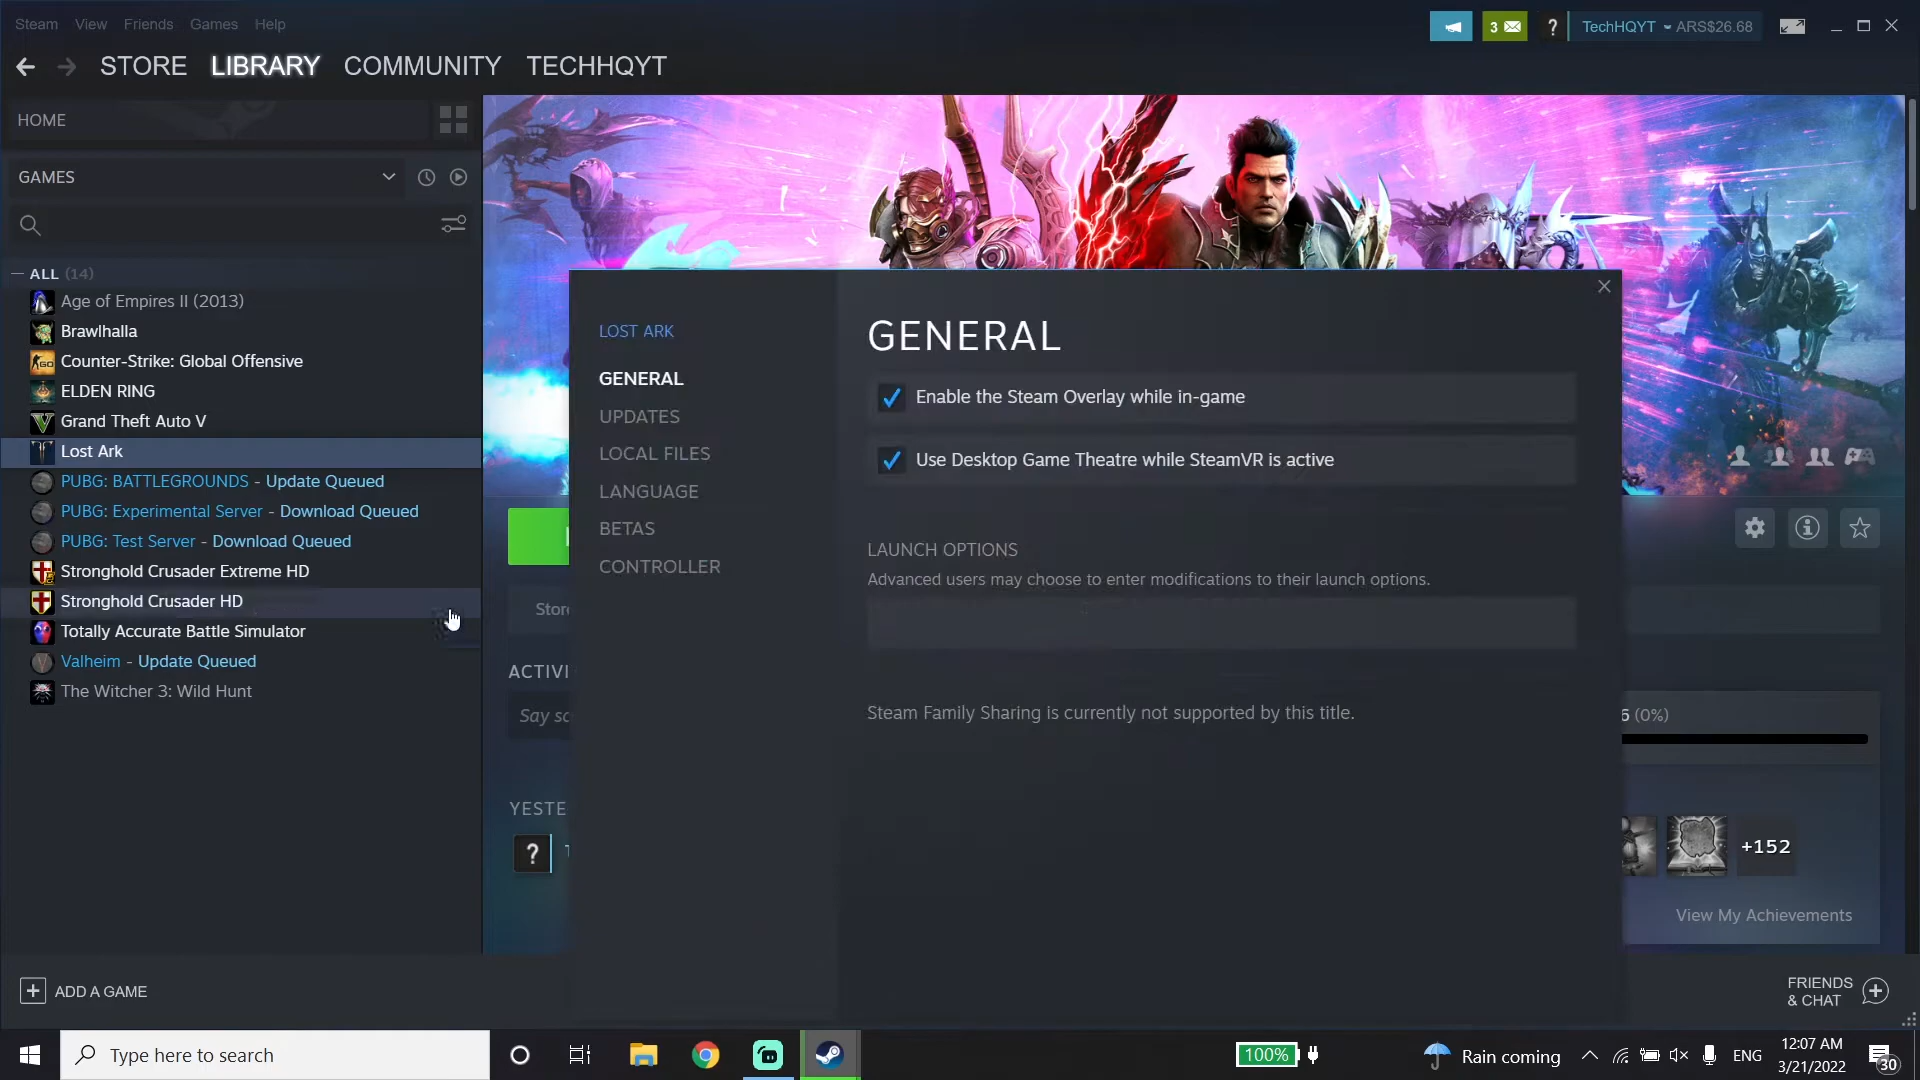 Steam View Friends Games Help
3 ? TechHQYT ARS$26.68
STORE LIBRARY COMMUNITY TECHHQYT
HOME
GAMES
ALL (14)
Age of Empires II (2013)
Brawlhalla
Counter-Strike: Global Offensive
ELDEN RING
Grand Theft Auto V
Lost Ark
PUBG: BATTLEGROUNDS - Update Queued
PUBG: Experimental Server - Download Queued
PUBG: Test Server - Download Queued
Stronghold Crusader Extreme HD
Stronghold Crusader HD
Totally Accurate Battle Simulator
Valheim - Update Queued
The Witcher 3: Wild Hunt
ADD A GAME
LOST ARK
GENERAL
UPDATES
LOCAL FILES
LANGUAGE
BETAS
CONTROLLER
GENERAL
Enable the Steam Overlay while in-game
Use Desktop Game Theatre while SteamVR is active
LAUNCH OPTIONS
Advanced users may choose to enter modifications to their launch options.
Steam Family Sharing is currently not supported by this title.
(0%)
+152
View My Achievements
FRIENDS
& CHAT
Type here to search
100%
Rain coming
ENG
12:07 AM
3/21/2022
30